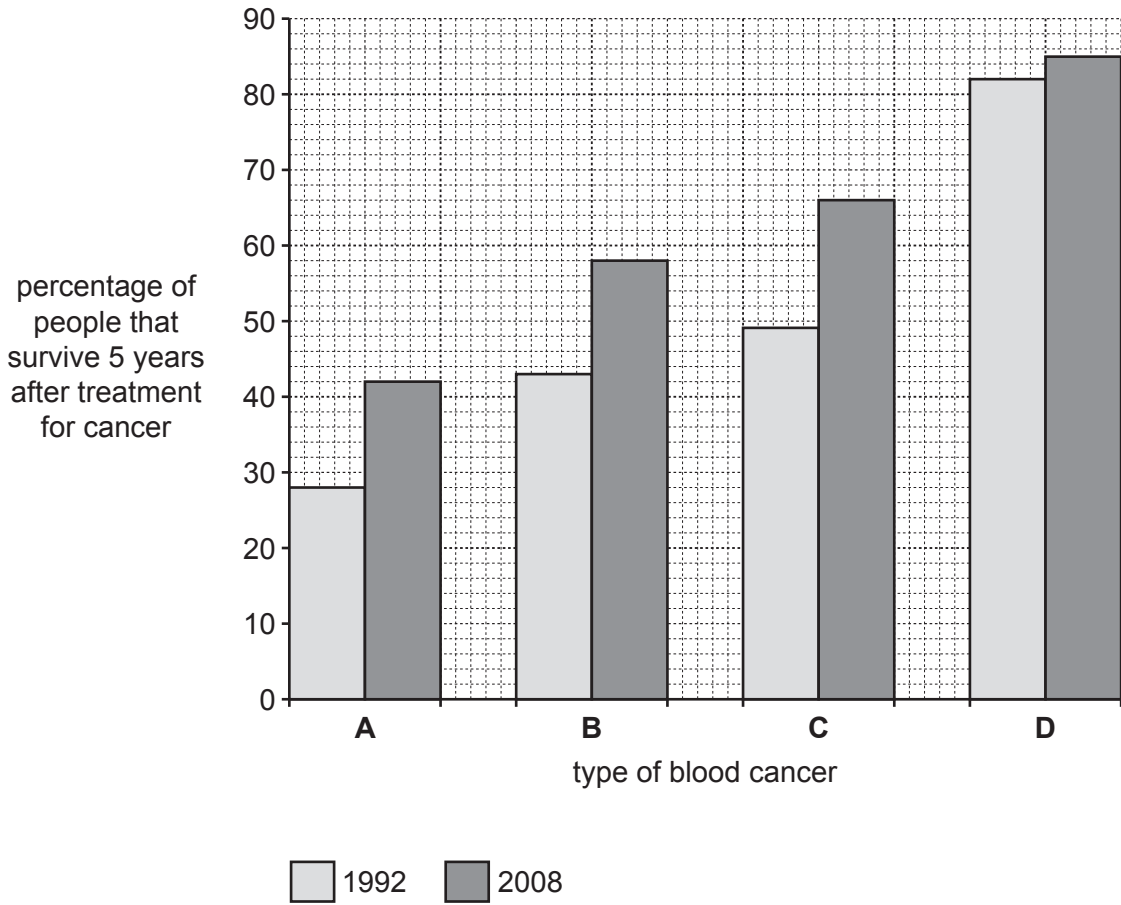 90
80
70
60
50
40
30
20
10
0
percentage of
people that
survive 5 years
after treatment
for cancer
A B C D
type of blood cancer
1992 2008